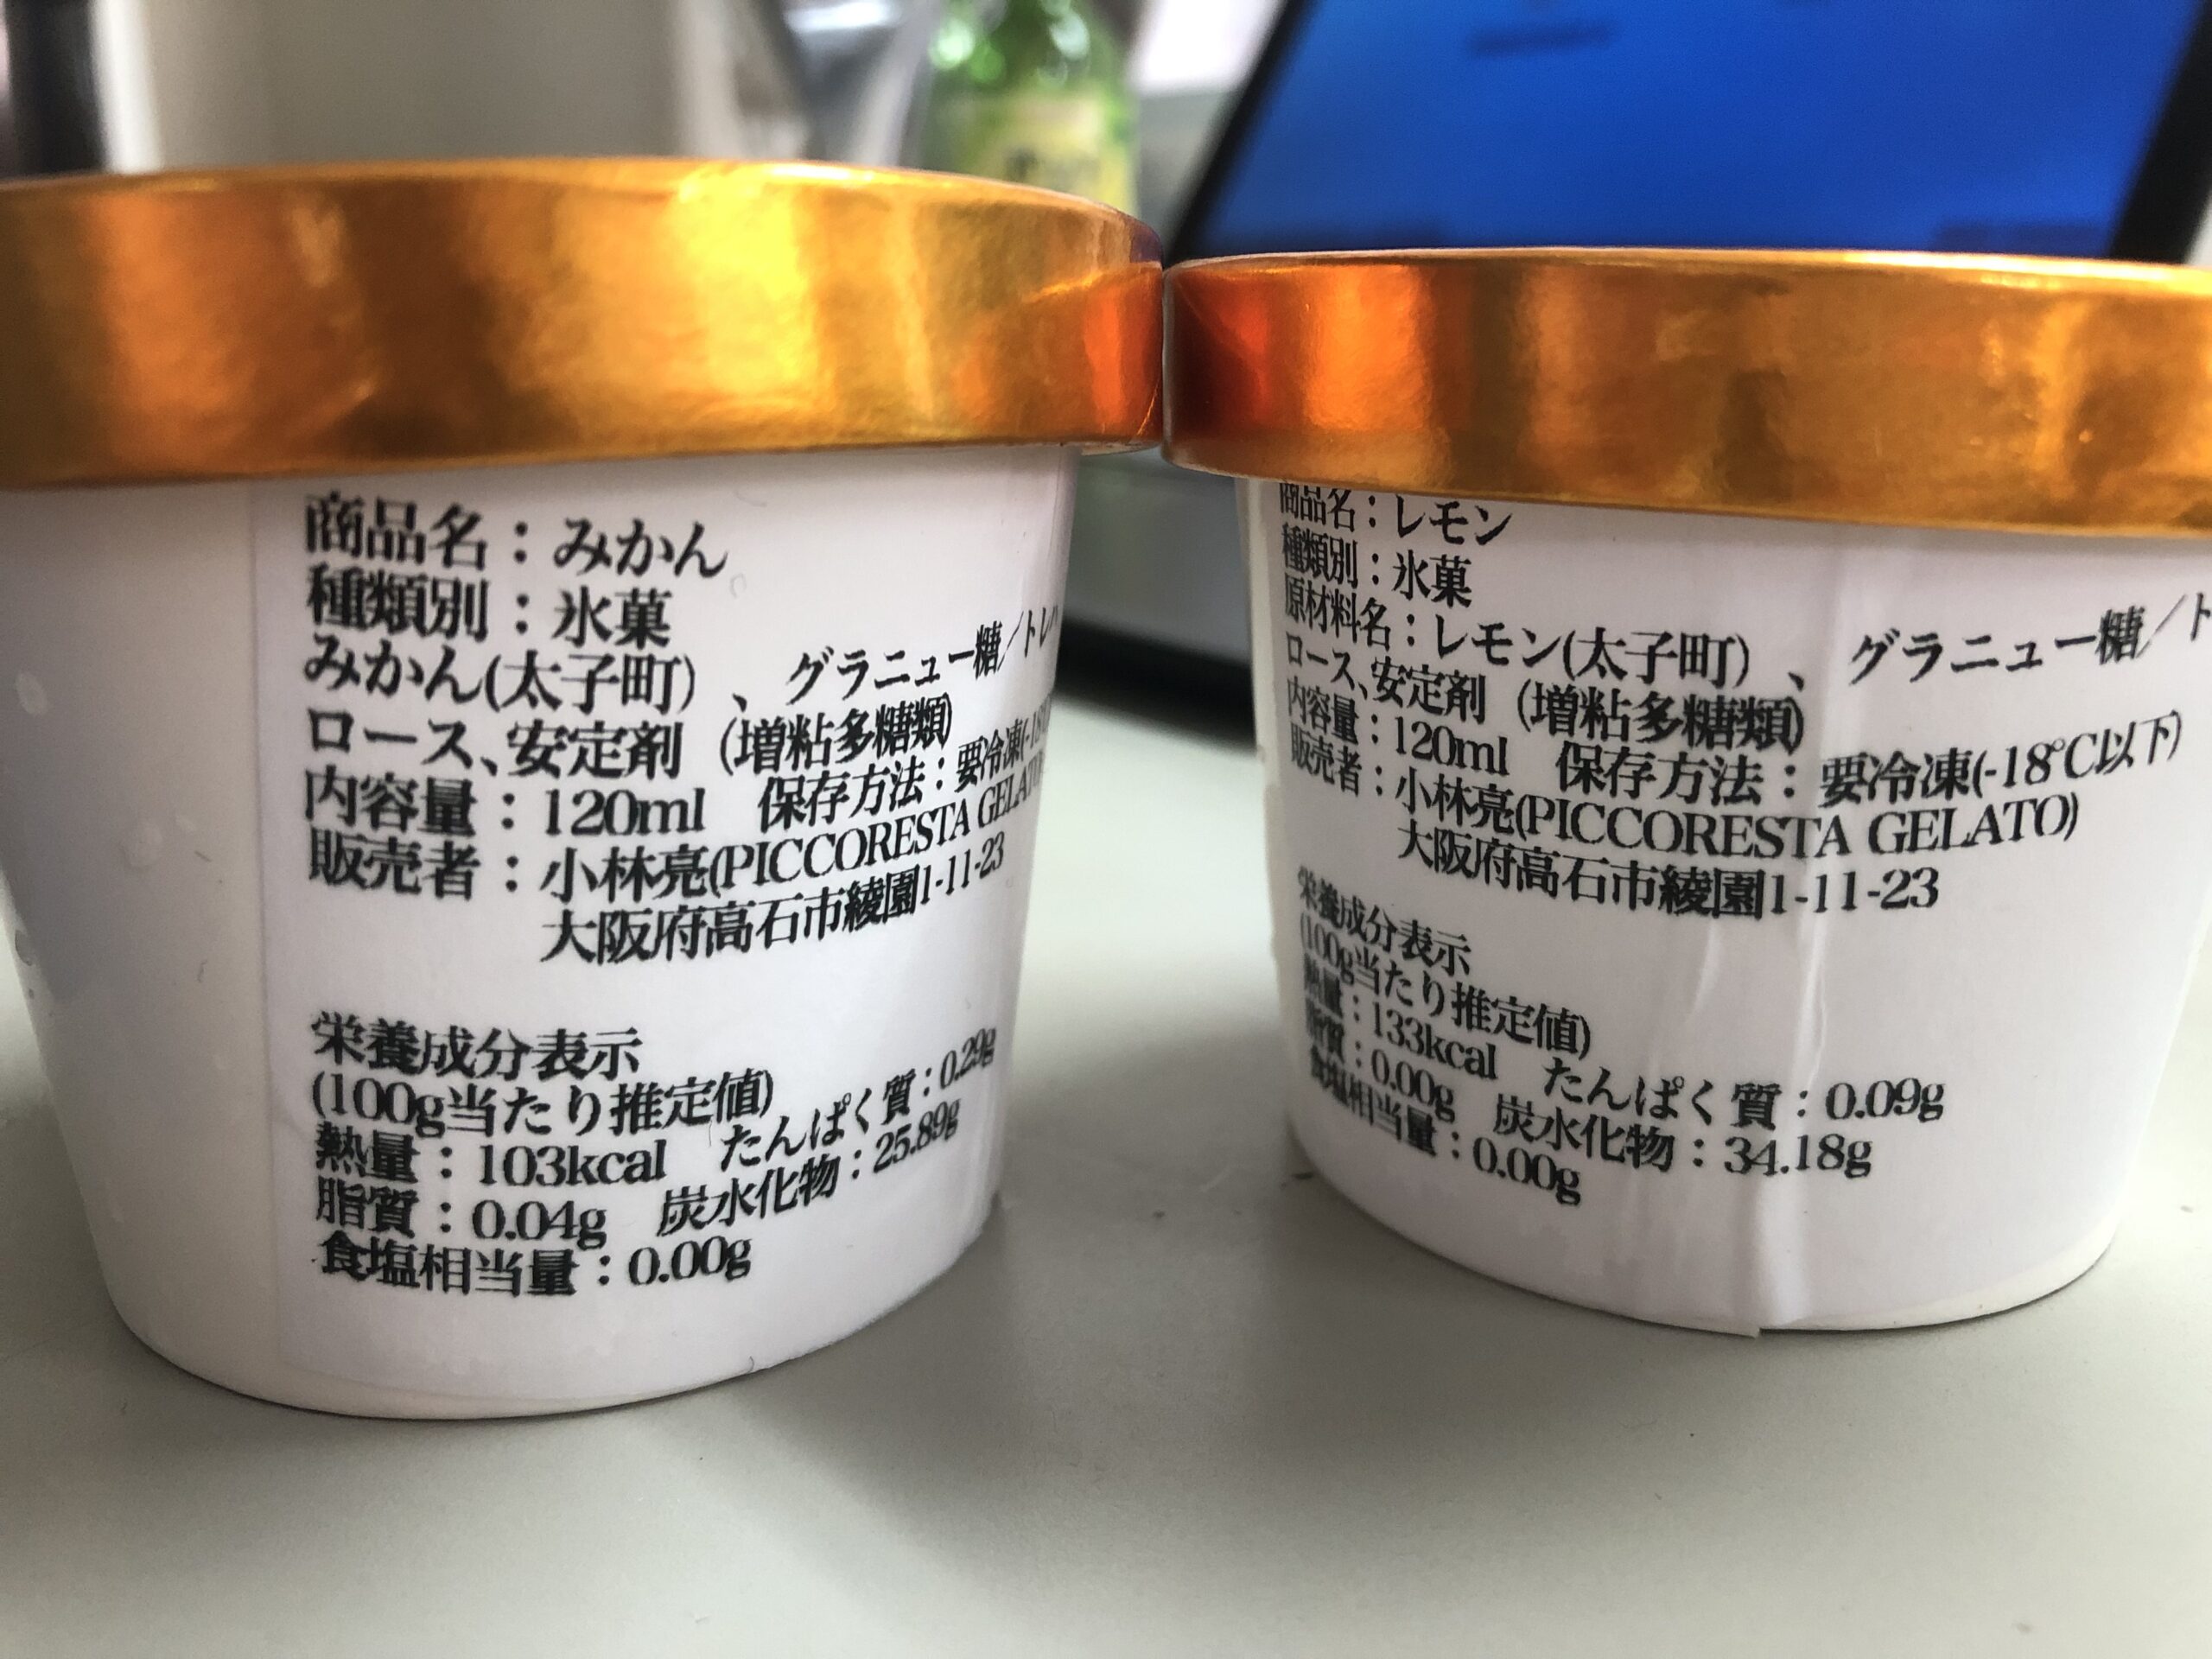 商品名：みかん
種類別：氷菓
みかん(太子町)、グラニュー糖／トレハ
ロース、安定剤（増粘多糖類)
内容量：120ml　保存方法：要冷凍(-18℃
販売者：小林亮(PICCORESTA GELATO
大阪府高石市綾園1-11-23
栄養成分表示
(100g当たり推定値)
熱量：103kcal　たんぱく質：0.29g
脂質：0.04g　炭水化物：25.89g
食塩相当量：0.00g
商品名：レモン
種類別：氷菓
原材料名：レモン(太子町)、グラニュー糖／ト
ロース、安定剤（増粘多糖類)
内容量：120ml　保存方法：要冷凍(-18℃以下)
販売者：小林亮(PICCORESTA GELATO)
大阪府高石市綾園1-11-23
栄養成分表示
(100g当たり推定値)
熱量：133kcal　たんぱく質：0.09g
脂質：0.00g　炭水化物：34.18g
食塩相当量：0.00g